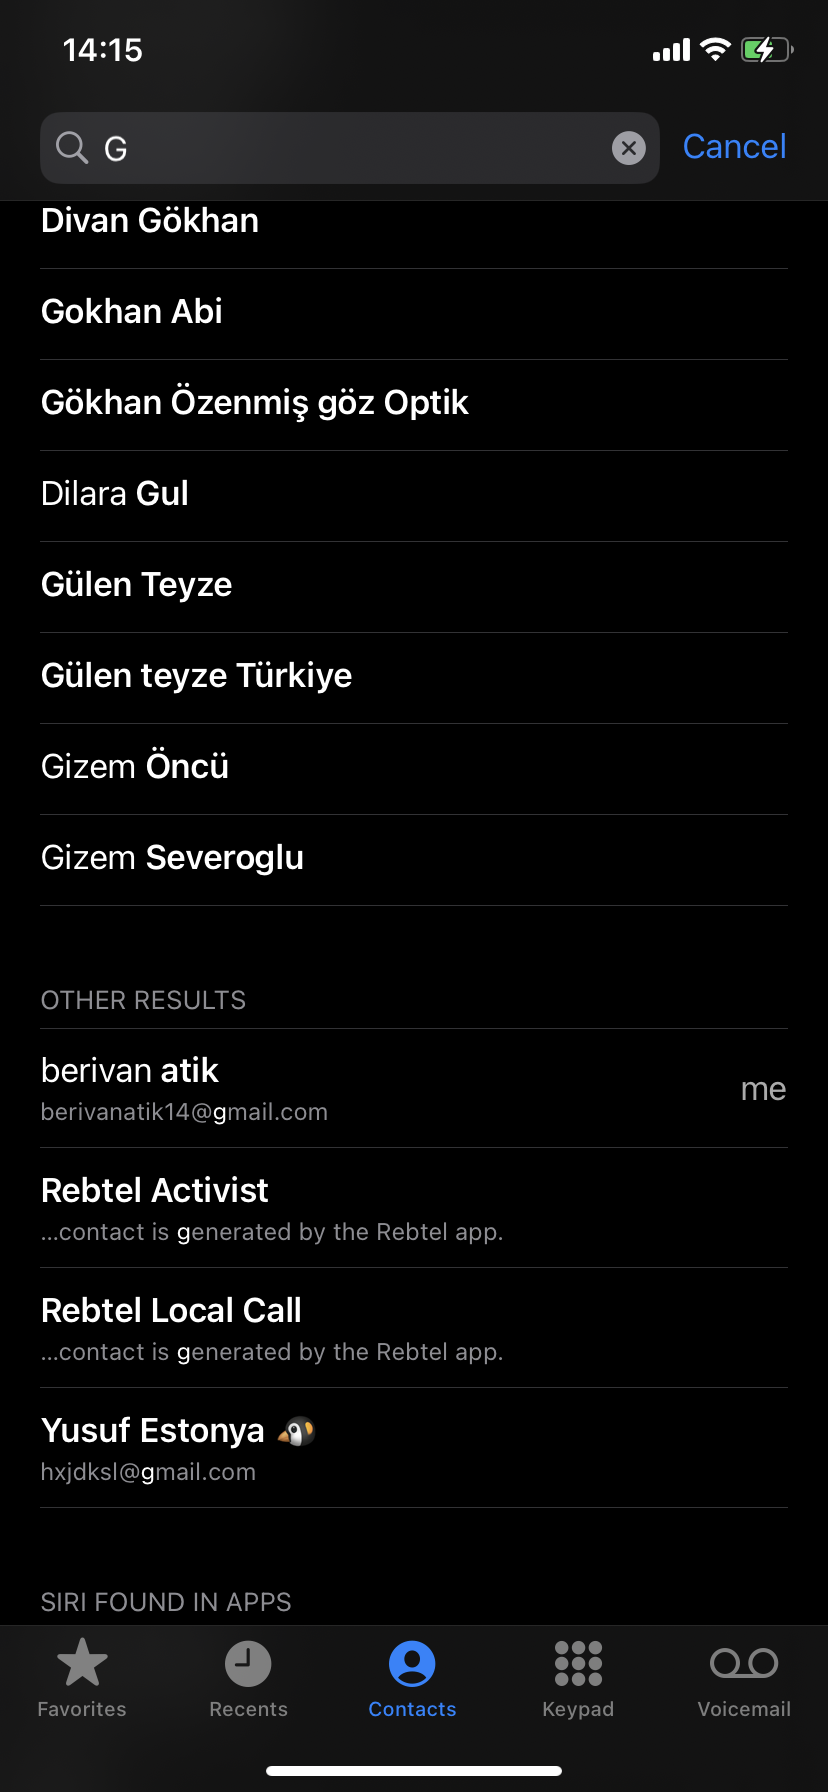 14:15
G
Cancel
Divan Gökhan
Gokhan Abi
Gökhan Özenmiş göz Optik
Dilara Gul
Gülen Teyze
Gülen teyze Türkiye
Gizem Öncü
Gizem Severoglu
OTHER RESULTS
berivan atik
me
berivanatik14@gmail.com
Rebtel Activist
...contact is generated by the Rebtel app.
Rebtel Local Call
...contact is generated by the Rebtel app.
Yusuf Estonya
hxjdksl@gmail.com
SIRI FOUND IN APPS
Favorites
Recents
Contacts
Keypad
Voicemail